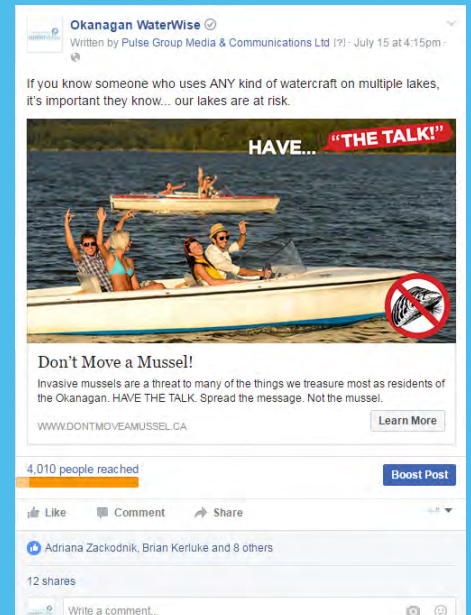 Okanagan WaterWise
Written by Pulse Group Media & Communications Ltd [?] · July 15 at 4:15pm ·
If you know someone who uses ANY kind of watercraft on multiple lakes,
it's important they know... our lakes are at risk.
HAVE... "THE TALK!"
Don't Move a Mussel!
Invasive mussels are a threat to many of the things we treasure most as residents of
the Okanagan. HAVE THE TALK. Spread the message. Not the mussel.
WWW.DONTMOVEAMUSSEL.CA
Learn More
4,010 people reached
Boost Post
Like Comment Share
Adriana Zackodnik, Brian Kerluke and 8 others
12 shares
Write a comment...